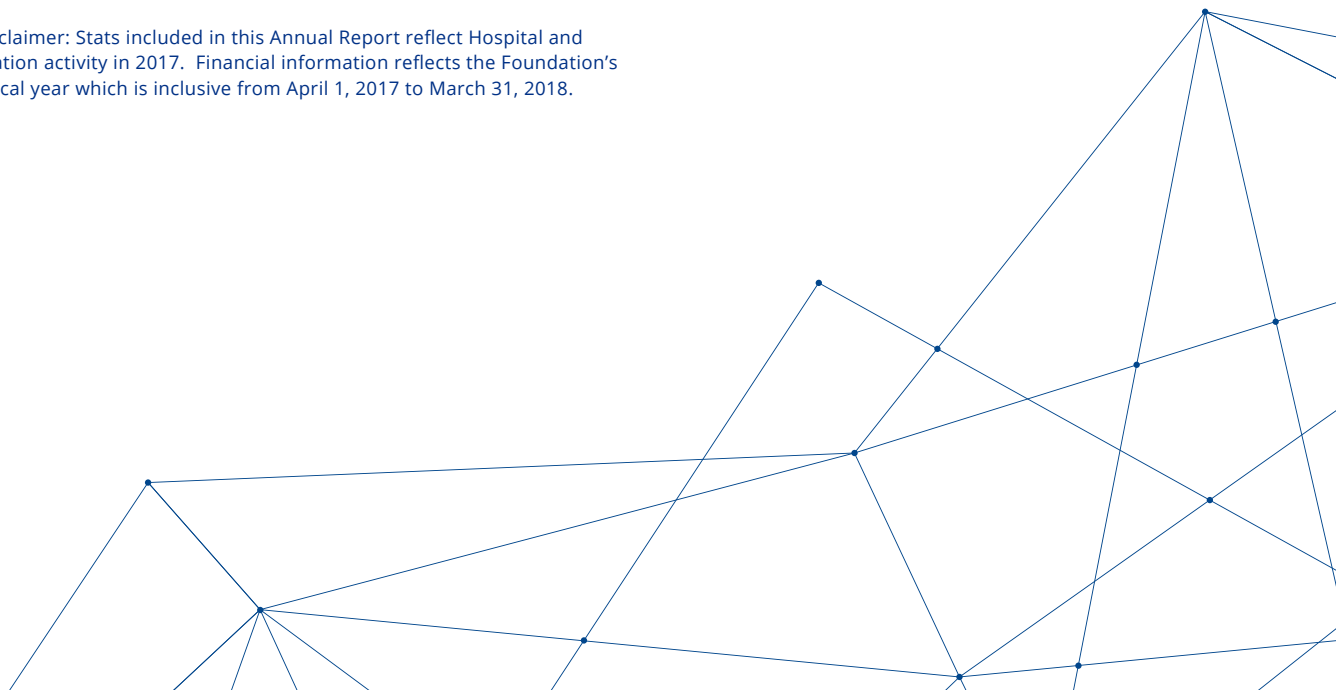 claimer: Stats included in this Annual Report reflect Hospital and
ation activity in 2017. Financial information reflects the Foundation’s
cal year which is inclusive from April 1, 2017 to March 31, 2018.